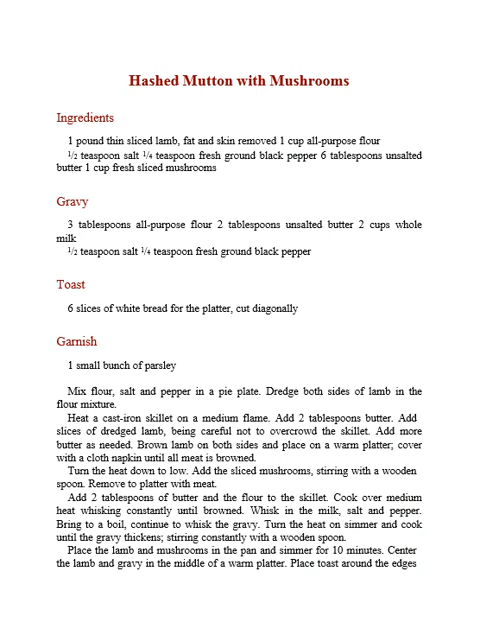 Hashed Mutton with Mushrooms
Ingredients
1 pound thin sliced lamb, fat and skin removed 1 cup all-purpose flour
1/2 teaspoon salt 1/4 teaspoon fresh ground black pepper 6 tablespoons unsalted
butter 1 cup fresh sliced mushrooms
Gravy
3 tablespoons all-purpose flour 2 tablespoons unsalted butter 2 cups whole
milk
1/2 teaspoon salt 1/4 teaspoon fresh ground black pepper
Toast
6 slices of white bread for the platter, cut diagonally
Garnish
1 small bunch of parsley
Mix flour, salt and pepper in a pie plate. Dredge both sides of lamb in the
flour mixture.
Heat a cast-iron skillet on a medium flame. Add 2 tablespoons butter. Add
slices of dredged lamb, being careful not to overcrowd the skillet. Add more
butter as needed. Brown lamb on both sides and place on a warm platter; cover
with a cloth napkin until all meat is browned.
Turn the heat down to low. Add the sliced mushrooms, stirring with a wooden
spoon. Remove to platter with meat.
Add 2 tablespoons of butter and the flour to the skillet. Cook over medium
heat whisking constantly until browned. Whisk in the milk, salt and pepper.
Bring to a boil, continue to whisk the gravy. Turn the heat on simmer and cook
until the gravy thickens; stirring constantly with a wooden spoon.
Place the lamb and mushrooms in the pan and simmer for 10 minutes. Center
the lamb and gravy in the middle of a warm platter. Place toast around the edges